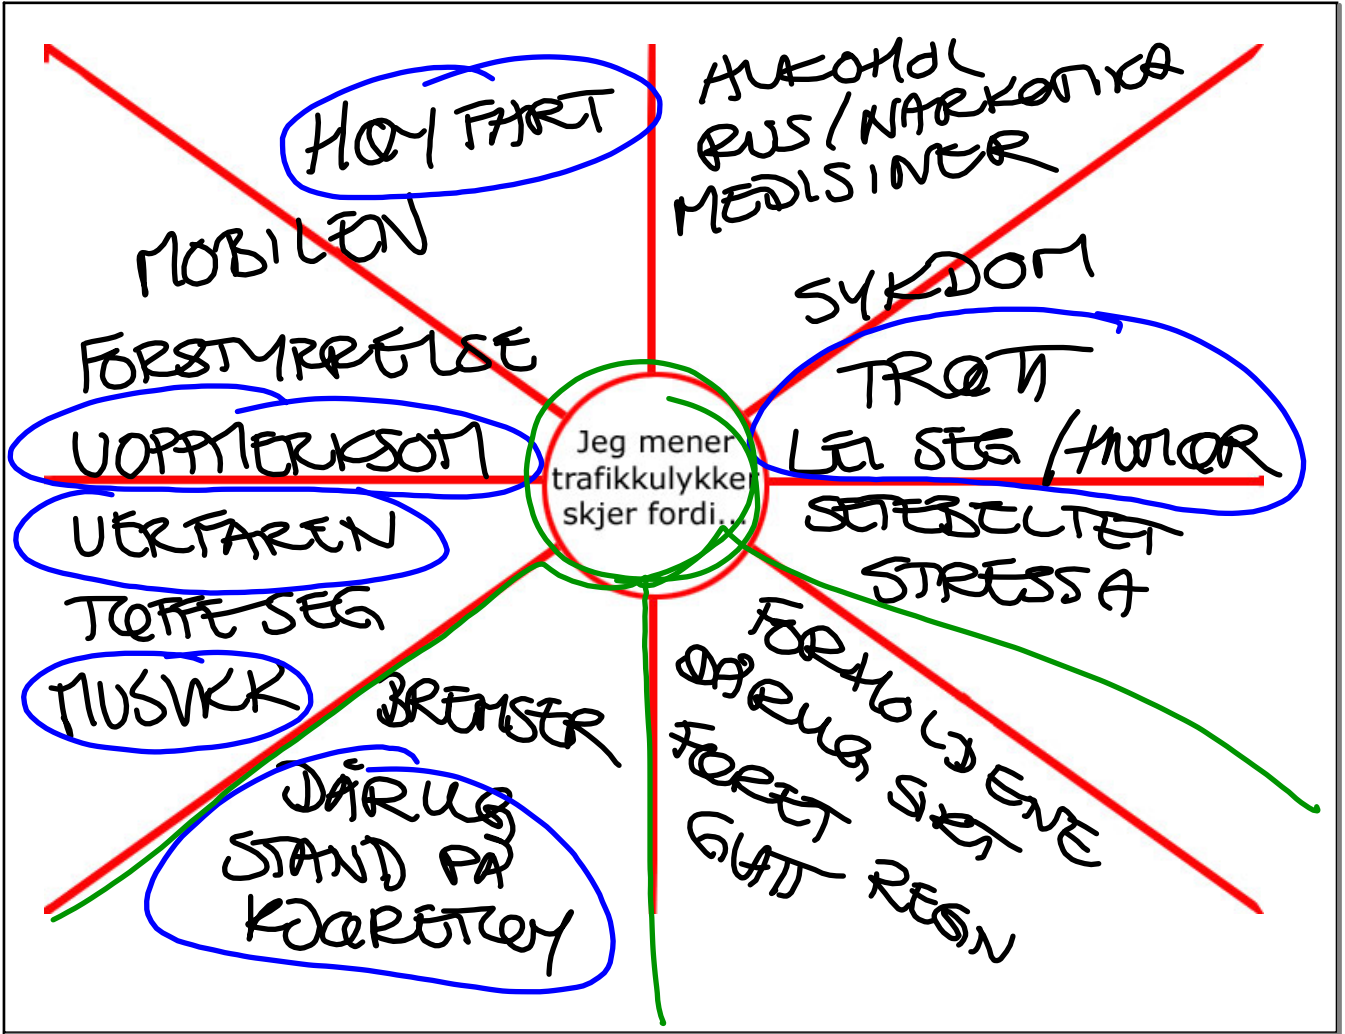 HØY FART
MOBILEN
FORSTYRRELSE
UOPPMERKSOM
UERFAREN
TØFFE SEG
MUSIKK
BREMSER
DÅRLIG
STAND PÅ
KJØRETØY
ALKOHOL
RUS/NARKOTIKA
MEDISINER
SYKDOM
TRØTT
LEI SEG/HUMØR
SETEBELTET
STRESSA
FORHOLDENE
DÅRLIG SIKT
FØRET
GLATT REGN
Jeg mener
trafikkulykker
skjer fordi...